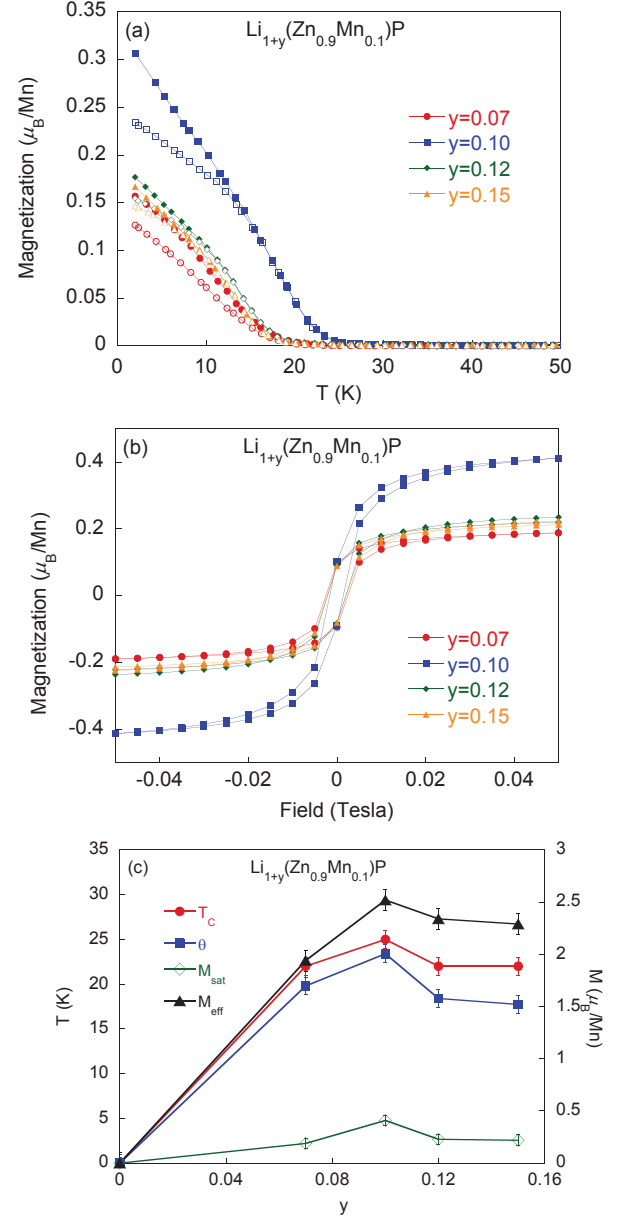 (a) Li1+y(Zn0.9Mn0.1)P
0.35
0.3
0.25
0.2
0.15
0.1
0.05
0
Magnetization (μB/Mn)
y=0.07
y=0.10
y=0.12
y=0.15
0 10 20 30 40 50
T (K)
(b) Li1+y(Zn0.9Mn0.1)P
0.4
0.2
0
-0.2
-0.4
Magnetization (μB/Mn)
y=0.07
y=0.10
y=0.12
y=0.15
-0.04 -0.02 0 0.02 0.04
Field (Tesla)
(c) Li1+y(Zn0.9Mn0.1)P
35
30
25
20
15
10
5
0
T (K)
TC
θ
Msat
Meff
3
2.5
2
1.5
1
0.5
0
M (μB/Mn)
0.00 0.04 0.08 0.12 0.16
y